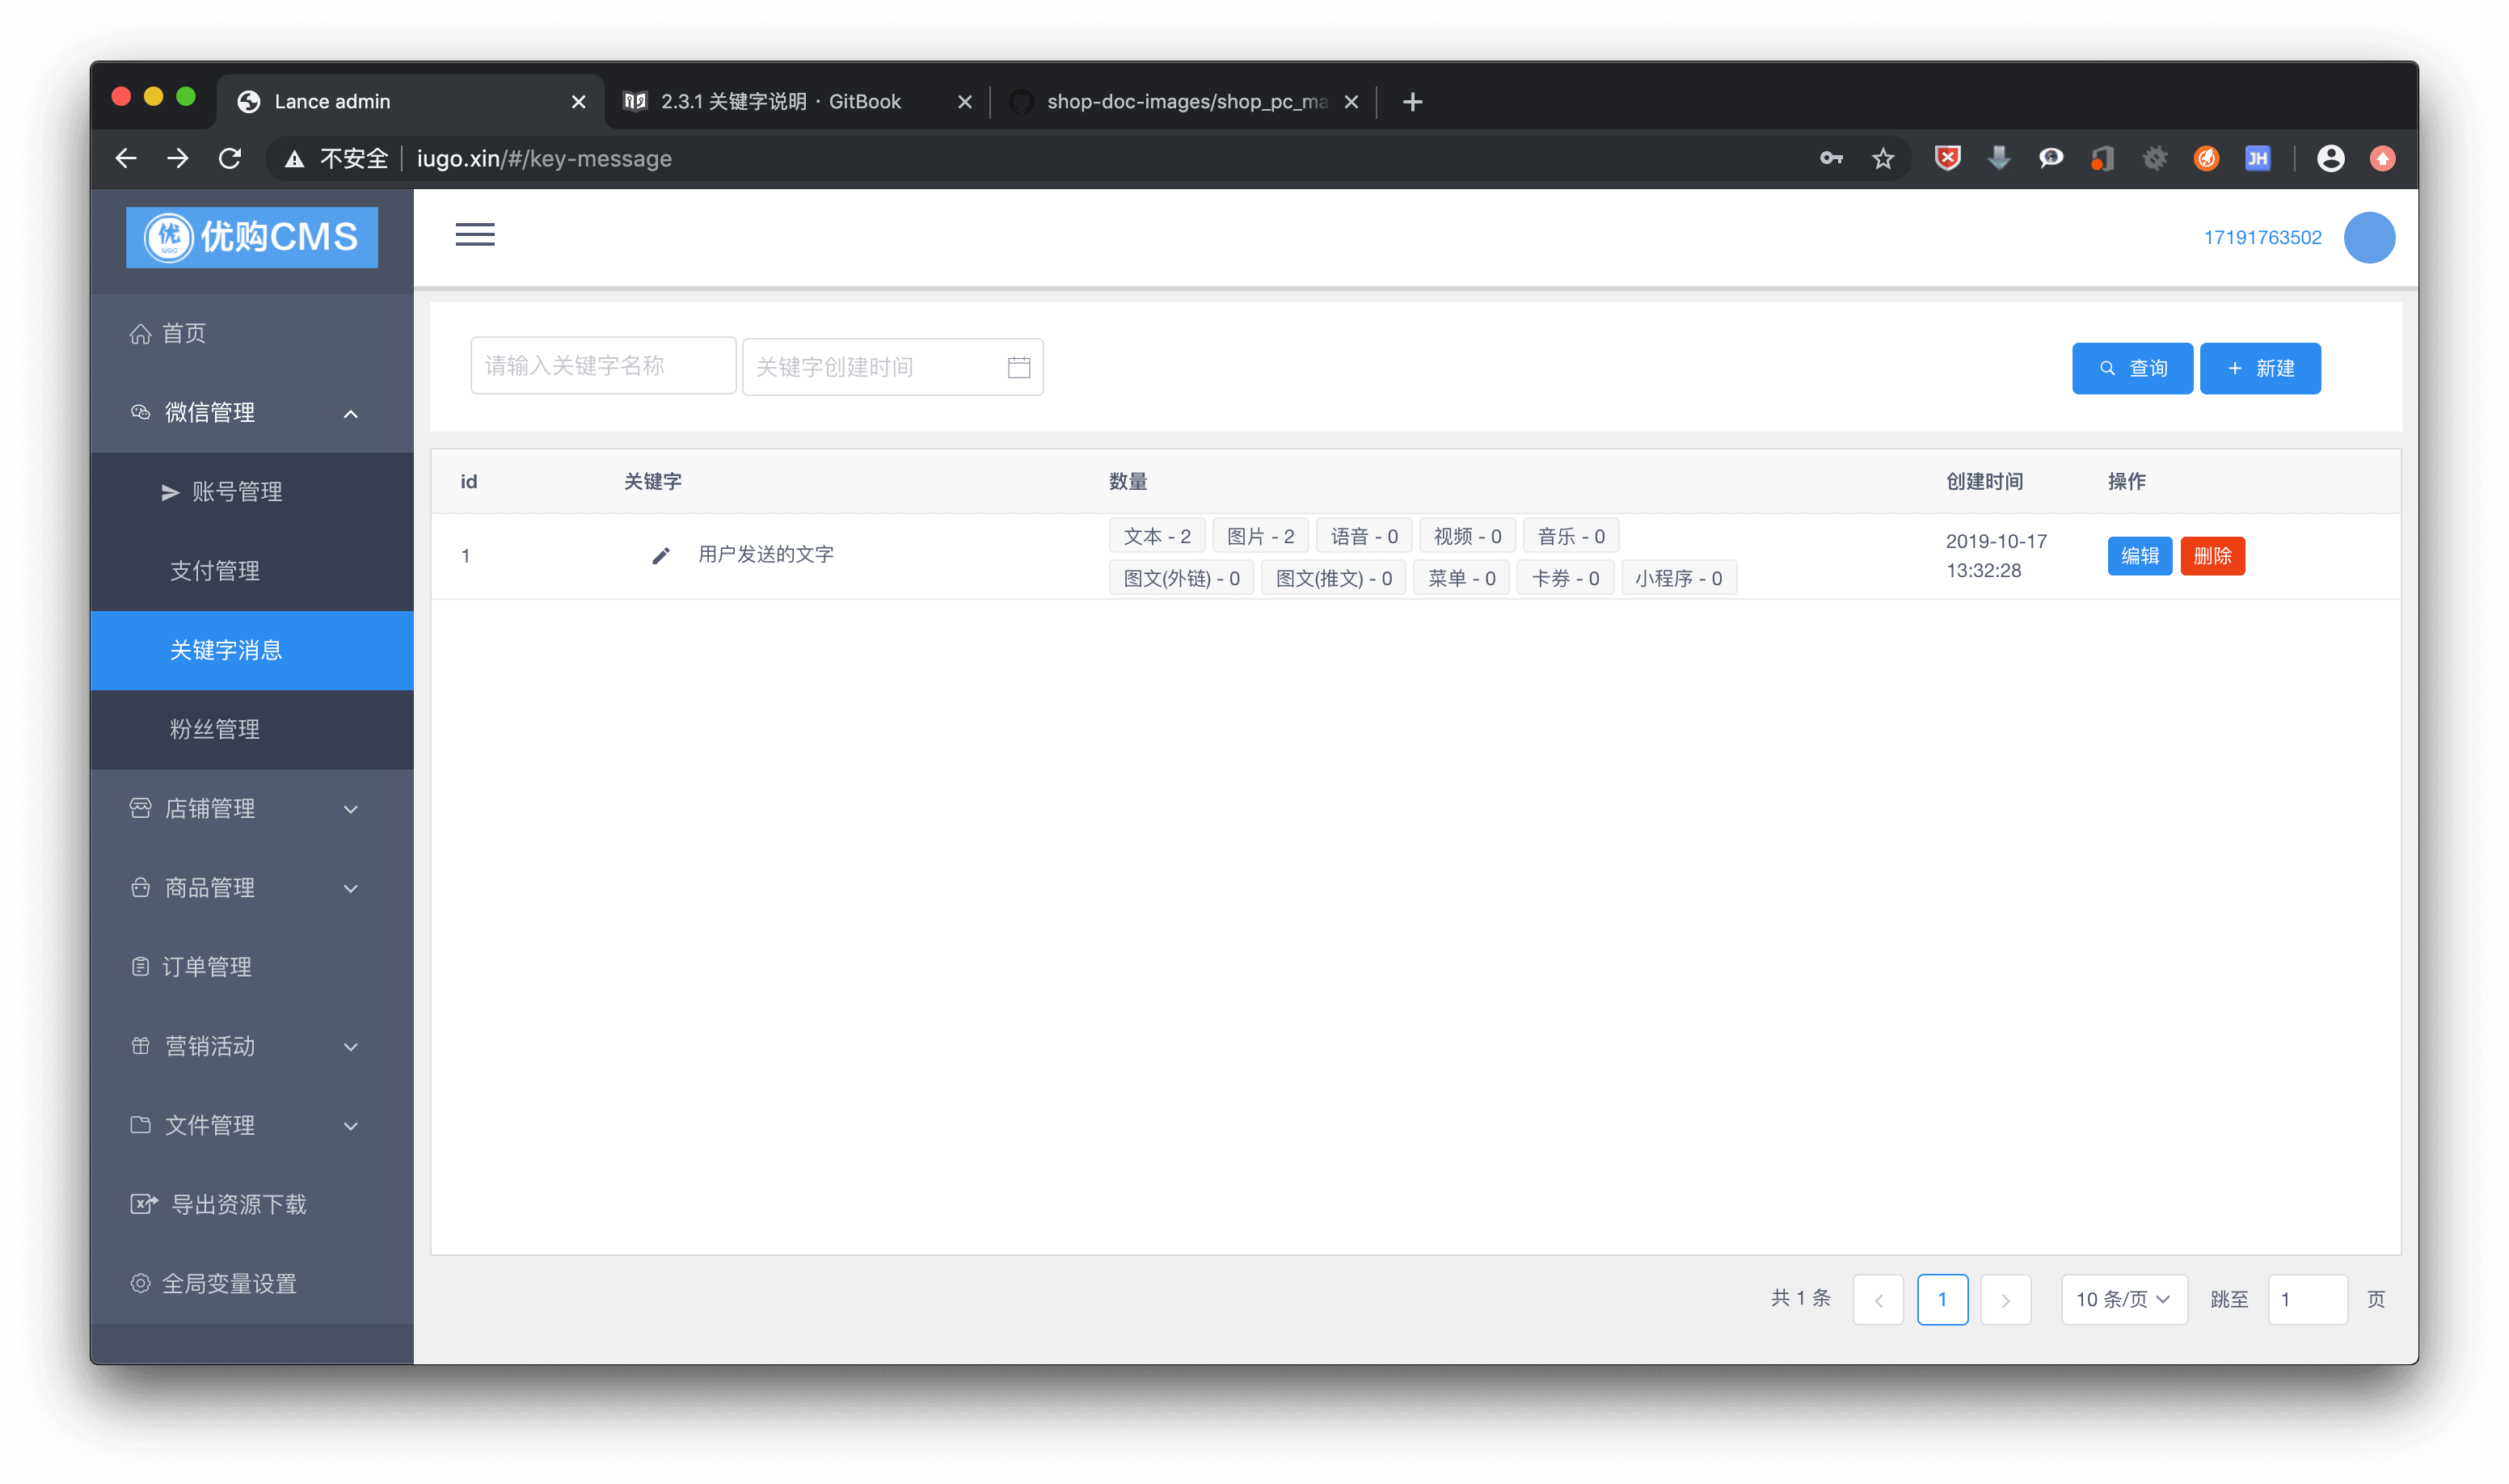 Lance admin
2.3.1 关键字说明 · GitBook
shop-doc-images/shop_pc_ma
不安全
iugo.xin/#/key-message
JH
优 IUGO 优购CMS
17191763502
首页
微信管理
账号管理
支付管理
关键字消息
粉丝管理
店铺管理
商品管理
订单管理
营销活动
文件管理
导出资源下载
全局变量设置
请输入关键字名称
关键字创建时间
查询
新建
id 关键字 数量 创建时间 操作
1 用户发送的文字
文本 - 2 图片 - 2 语音 - 0 视频 - 0 音乐 - 0
图文(外链) - 0 图文(推文) - 0 菜单 - 0 卡券 - 0 小程序 - 0
2019-10-17
13:32:28
编辑 删除
共 1 条 1 10 条/页 跳至 1 页